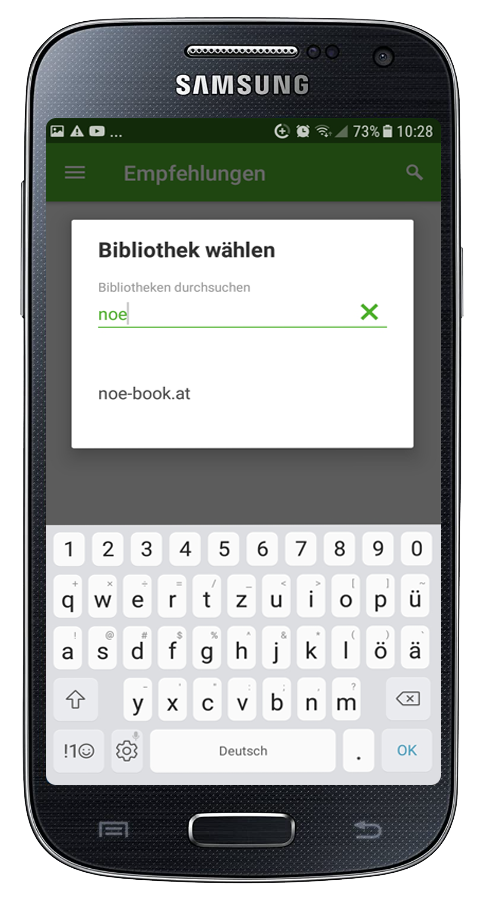 SAMSUNG
... 73% 10:28
Empfehlungen
Bibliothek wählen
Bibliotheken durchsuchen
noe
noe-book.at
1 2 3 4 5 6 7 8 9 0
+ × ÷ = / _ < > [ ] ~
q w e r t z u i o p ü
! @ # $ % ^ & * ( ) `
a s d f g h j k l ö ä
- ' " : ; , ?
y x c v b n m
!1☺ Deutsch . OK